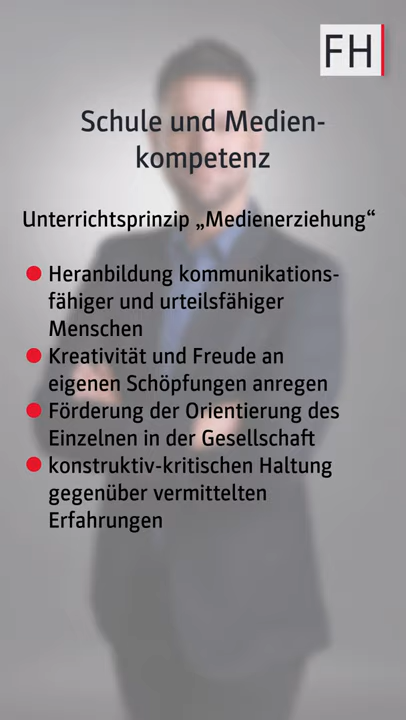 FH
Schule und Medien-
kompetenz
Unterrichtsprinzip „Medienerziehung“
Heranbildung kommunikations-
fähiger und urteilsfähiger
Menschen
Kreativität und Freude an
eigenen Schöpfungen anregen
Förderung der Orientierung des
Einzelnen in der Gesellschaft
konstruktiv-kritischen Haltung
gegenüber vermittelten
Erfahrungen